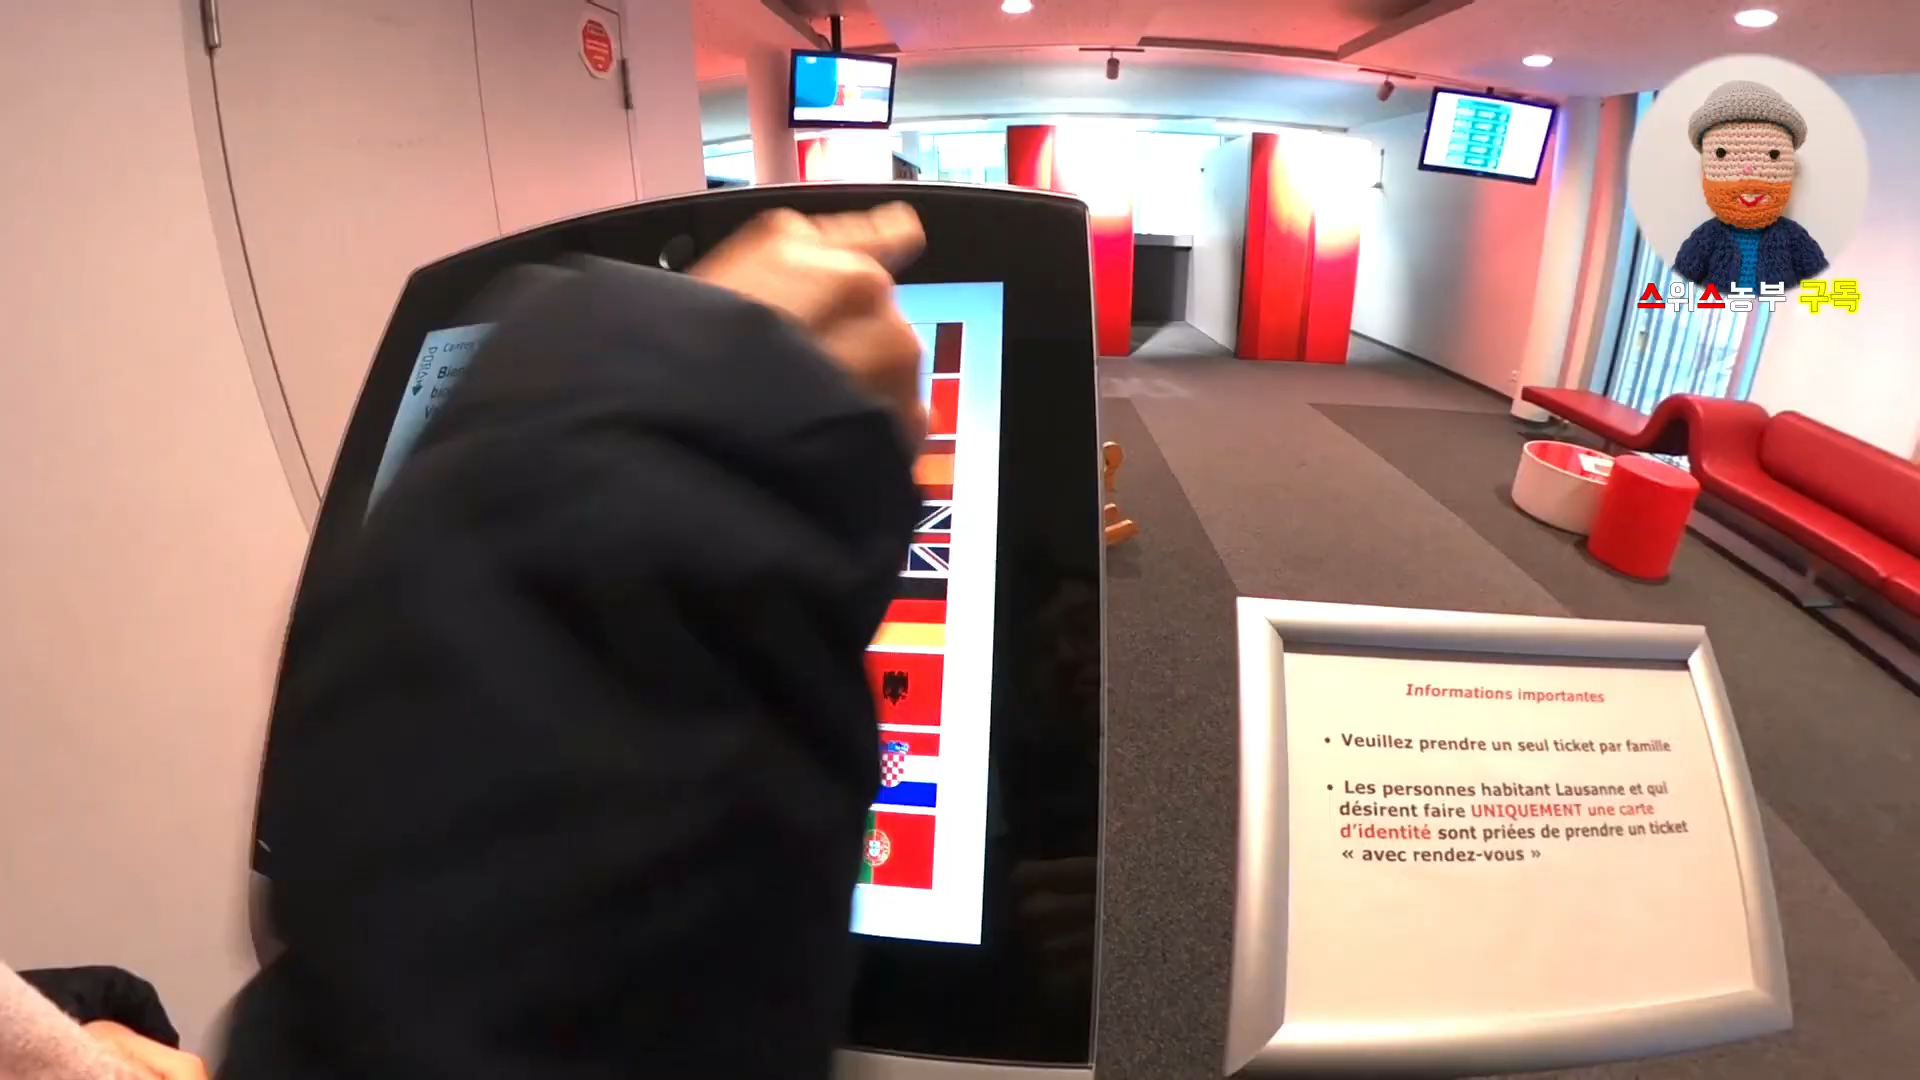 스위스농부 구독
Informations importantes
• Veuillez prendre un seul ticket par famille
• Les personnes habitant Lausanne et qui
désirent faire UNIQUEMENT une carte
d'identité sont priées de prendre un ticket
« avec rendez-vous »